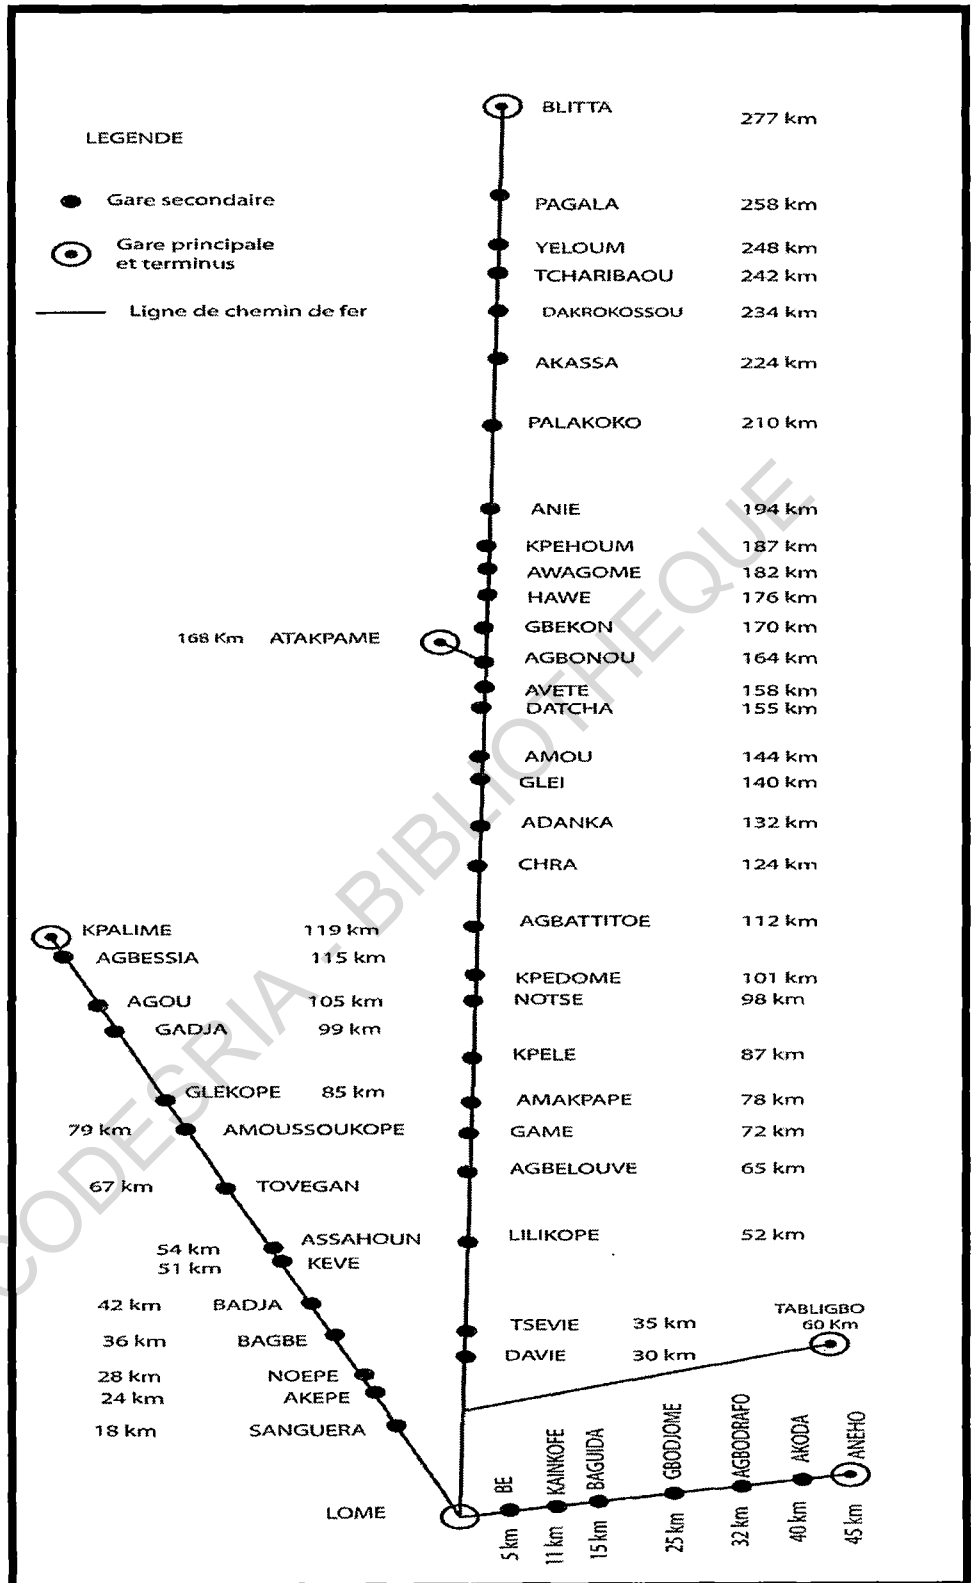 LEGENDE
Gare secondaire
Gare principale
et terminus
Ligne de chemin de fer
BLITTA 277 km
PAGALA 258 km
YELOUM 248 km
TCHARIBAOU 242 km
DAKROKOSSOU 234 km
AKASSA 224 km
PALAKOKO 210 km
ANIE 194 km
KPEHOUM 187 km
AWAGOME 182 km
HAWE 176 km
GBEKON 170 km
168 Km ATAKPAME
AGBONOU 164 km
AVETE 158 km
DATCHA 155 km
AMOU 144 km
GLEI 140 km
ADANKA 132 km
CHRA 124 km
AGBATTITOE 112 km
KPEDOME 101 km
NOTSE 98 km
KPELE 87 km
AMAKPAPE 78 km
GAME 72 km
AGBELOUVE 65 km
LILIKOPE 52 km
TSEVIE 35 km
DAVIE 30 km
KPALIME 119 km
AGBESSIA 115 km
AGOU 105 km
GADJA 99 km
GLEKOPE 85 km
79 km AMOUSSOUKOPE
67 km TOVEGAN
54 km ASSAHOUN
51 km KEVE
42 km BADJA
36 km BAGBE
28 km NOEPE
24 km AKEPE
18 km SANGUERA
TABLIGBO
60 Km
LOME
BE 5 km
KAINKOFE 11 km
BAGUIDA 15 km
GBODJOME 25 km
AGBODRAFO 32 km
AKODA 40 km
ANEHO 45 km
CODESRIA - BIBLIOTHEQUE